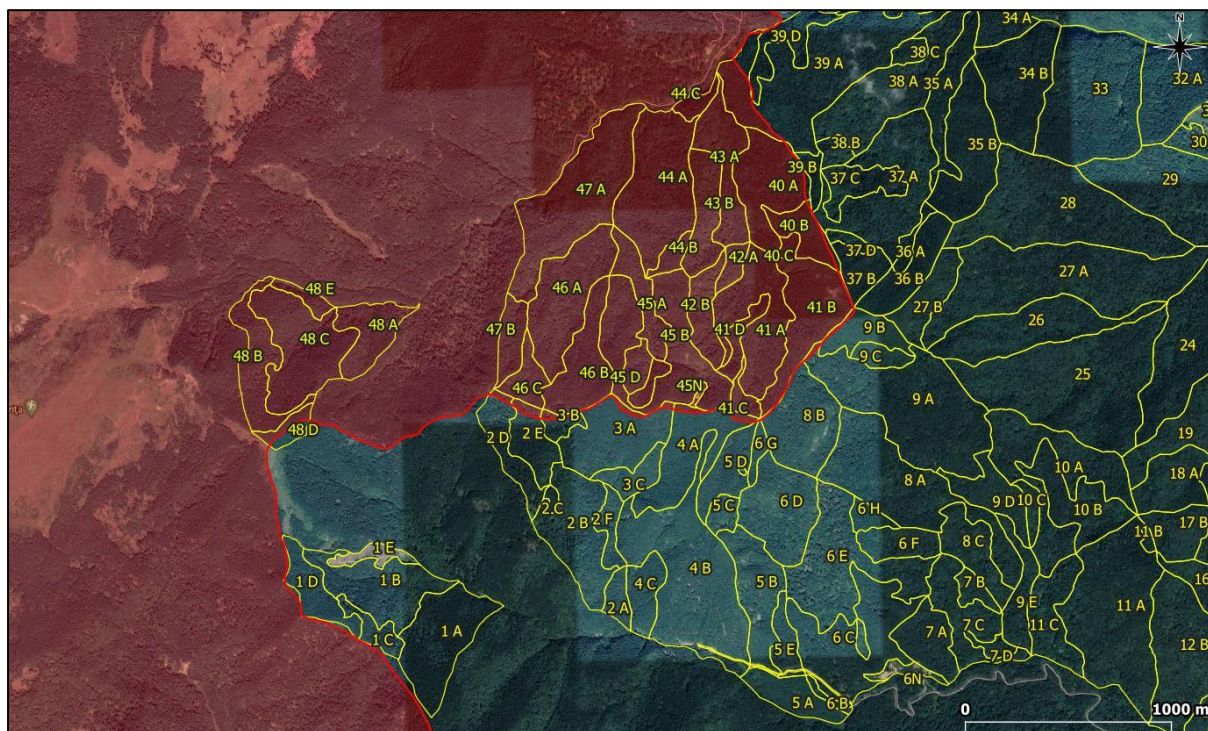 34 A
N
39 D
38 C
39 A
34 B
32 A
38 A
35 A
33
44 C
30
35 B
38 B
43 A
39 B
29
44 A
37 C
37 A
47 A
40 A
28
43 B
40 B
44 B
37 D
36 A
42 A
40 C
27 A
37 B
36 B
46 A
48 E
45 A
42 B
41 B
27 B
26
48 A
47 B
41 D
41 A
9 B
48 C
45 B
24
48 B
9 C
46 B
45 D
25
46 C
45N
9 A
41 C
3 B
8 B
48 D
2 D
2 E
3 A
19
4 A
6 G
10 A
5 D
18 A
3 C
8 A
6 D
9 D
10 C
2 C
5 C
6 H
10 B
2 B
2 F
17 B
11 B
8 C
6 F
1 E
6 E
4 B
1 D
1 B
4 C
5 B
7 B
16
9 E
2 A
11 A
7 A
7 C
11 C
1 A
1 C
6 C
12 B
5 E
7 D
6N
5 A
6 B
0
1000 m